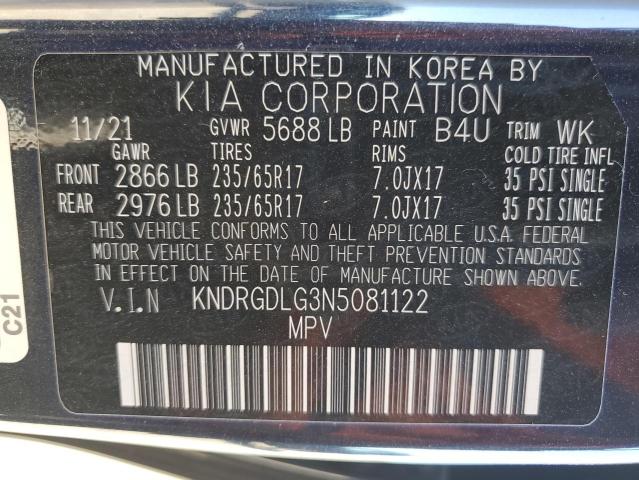 MANUFACTURED IN KOREA BY
KIA CORPORATION
11/21 GVWR 5688 LB PAINT B4U TRIM WK
GAWR TIRES RIMS COLD TIRE INFL
FRONT 2866 LB 235/65R17 7.0JX17 35 PSI SINGLE
REAR 2976 LB 235/65R17 7.0JX17 35 PSI SINGLE
THIS VEHICLE CONFORMS TO ALL APPLICABLE U.S.A. FEDERAL
MOTOR VEHICLE SAFETY AND THEFT PREVENTION STANDARDS
IN EFFECT ON THE DATE OF MANUFACTURE SHOWN ABOVE.
V.I.N KNDRGDLG3N5081122
MPV
C21